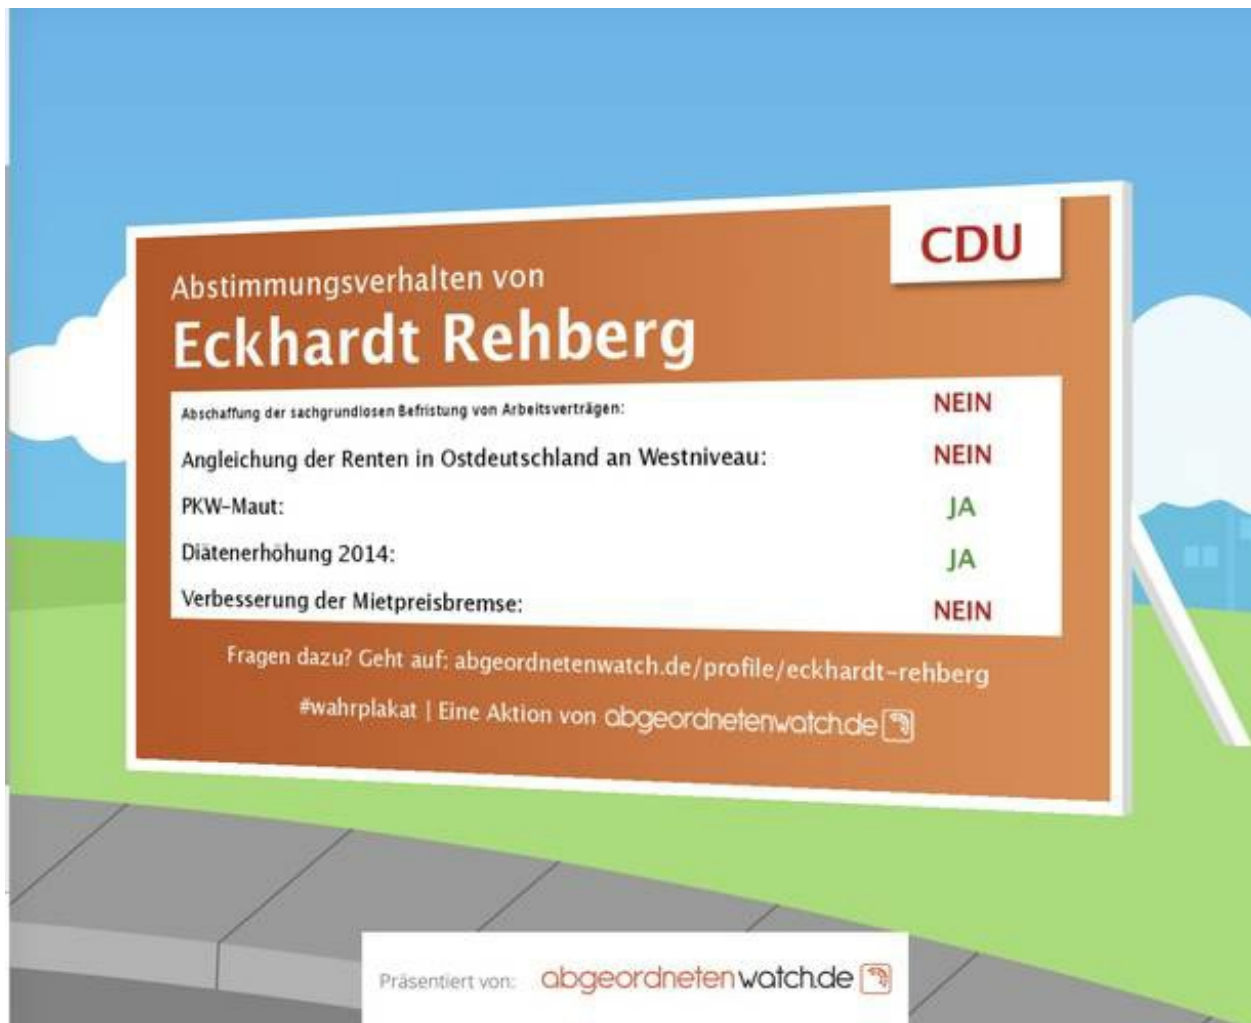 CDU
Abstimmungsverhalten von
Eckhardt Rehberg
Abschaffung der sachgrundlosen Befristung von Arbeitsverträgen: NEIN
Angleichung der Renten in Ostdeutschland an Westniveau: NEIN
PKW-Maut: JA
Diätenerhöhung 2014: JA
Verbesserung der Mietpreisbremse: NEIN
Fragen dazu? Geht auf: abgeordnetenwatch.de/profile/eckhardt-rehberg
#wahrplakat | Eine Aktion von abgeordnetenwatch.de
Präsentiert von: abgeordnetenwatch.de